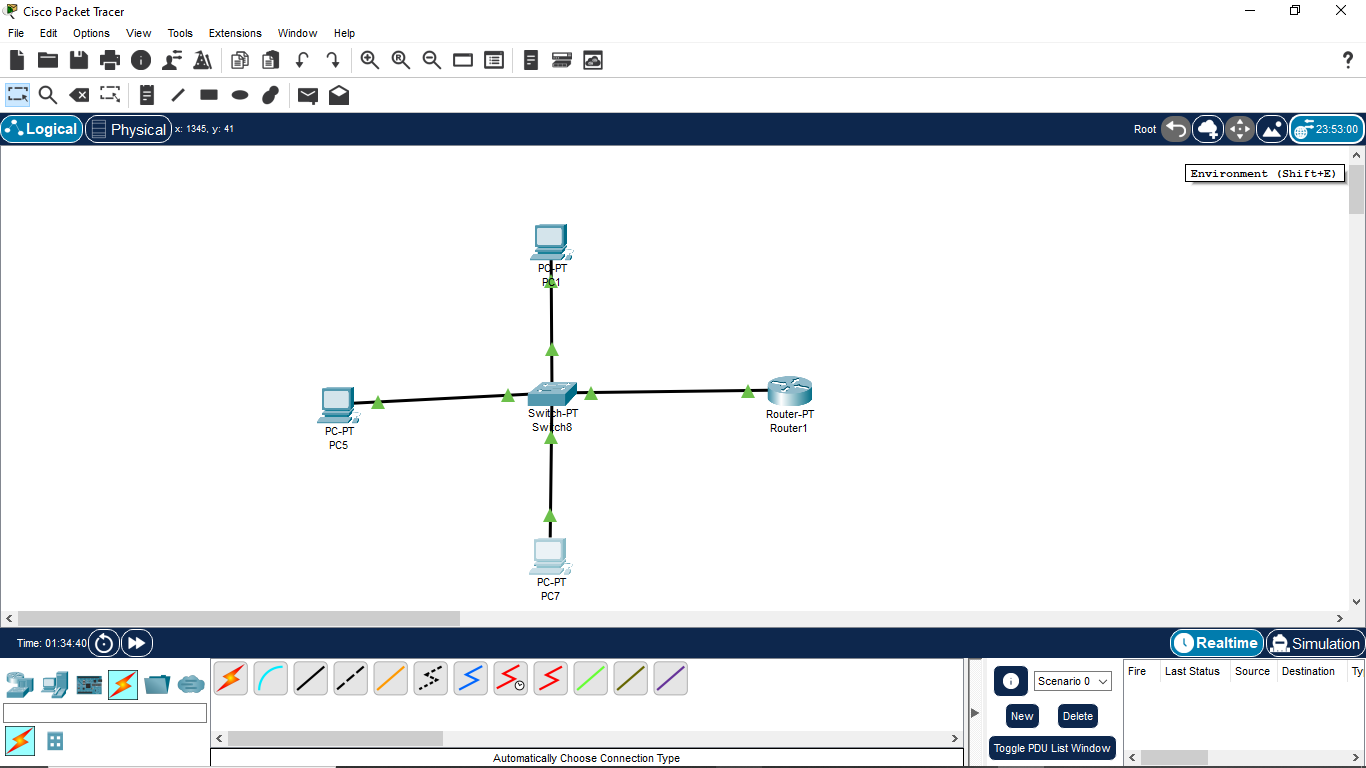 Cisco Packet Tracer
File Edit Options View Tools Extensions Window Help
?
Logical Physical x: 1345, y: 41 Root 23:53:00
Environment (Shift+E)
PC-PT
PC1
PC-PT
PC5
Switch-PT
Switch8
Router-PT
Router1
PC-PT
PC7
Time: 01:34:40 Realtime Simulation
Scenario 0
New Delete
Toggle PDU List Window
Fire Last Status Source Destination Ty
Automatically Choose Connection Type